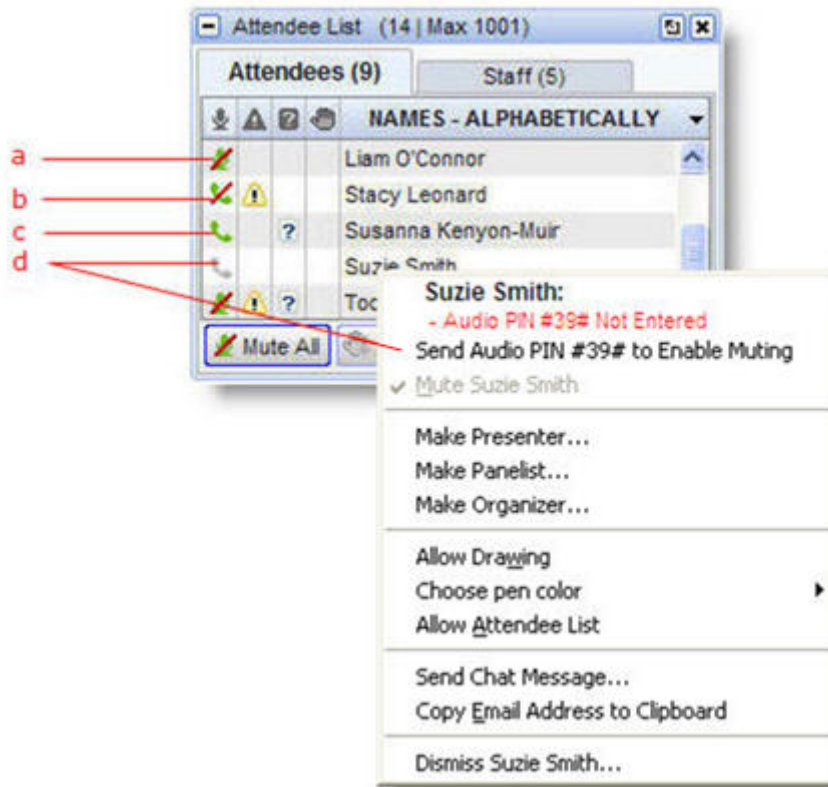 Attendee List (14 | Max 1001)
Attendees (9)
Staff (5)
NAMES - ALPHABETICALLY
a
Liam O'Connor
b
Stacy Leonard
c
? Susanna Kenyon-Muir
d
Suzie Smith
?
Mute All
Suzie Smith:
- Audio PIN #39# Not Entered
Send Audio PIN #39# to Enable Muting
Mute Suzie Smith
Make Presenter...
Make Panelist...
Make Organizer...
Allow Drawing
Choose pen color
Allow Attendee List
Send Chat Message...
Copy Email Address to Clipboard
Dismiss Suzie Smith...